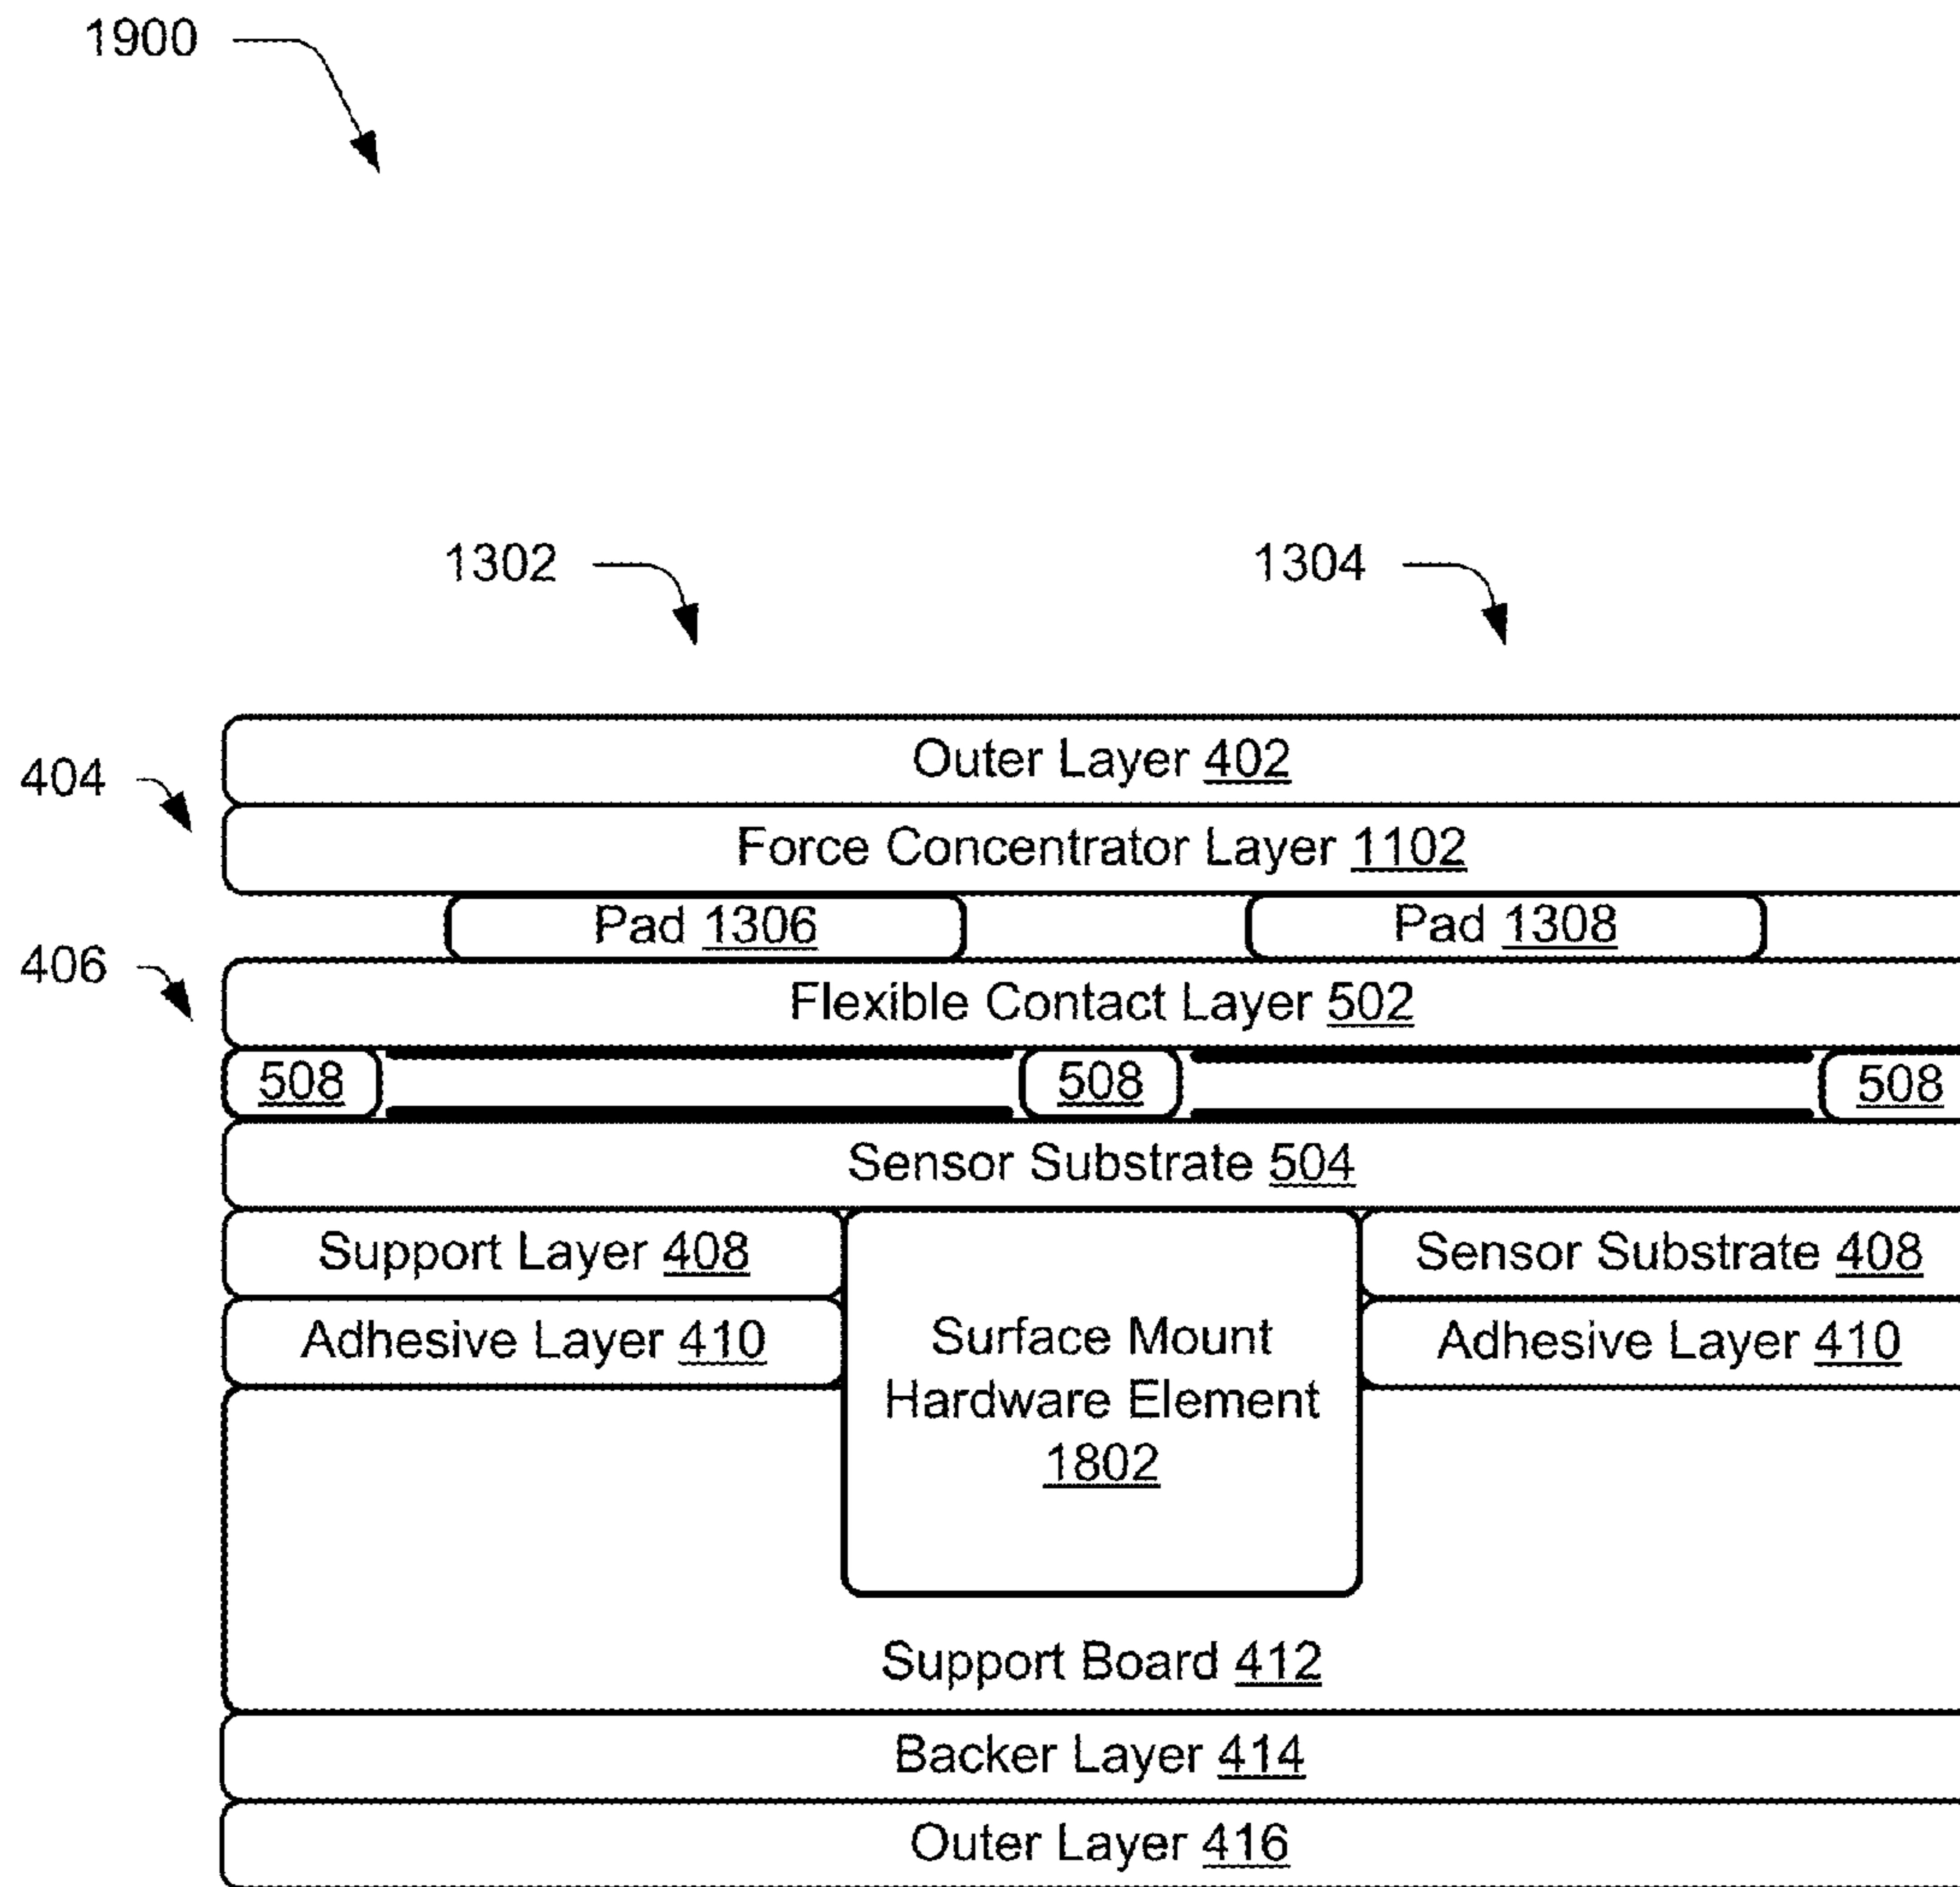 1900
1302
1304
Outer Layer 402
404
Force Concentrator Layer 1102
Pad 1306
Pad 1308
406
Flexible Contact Layer 502
508
508
508
Sensor Substrate 504
Support Layer 408
Sensor Substrate 408
Adhesive Layer 410
Surface Mount
Hardware Element
1802
Adhesive Layer 410
Support Board 412
Backer Layer 414
Outer Layer 416